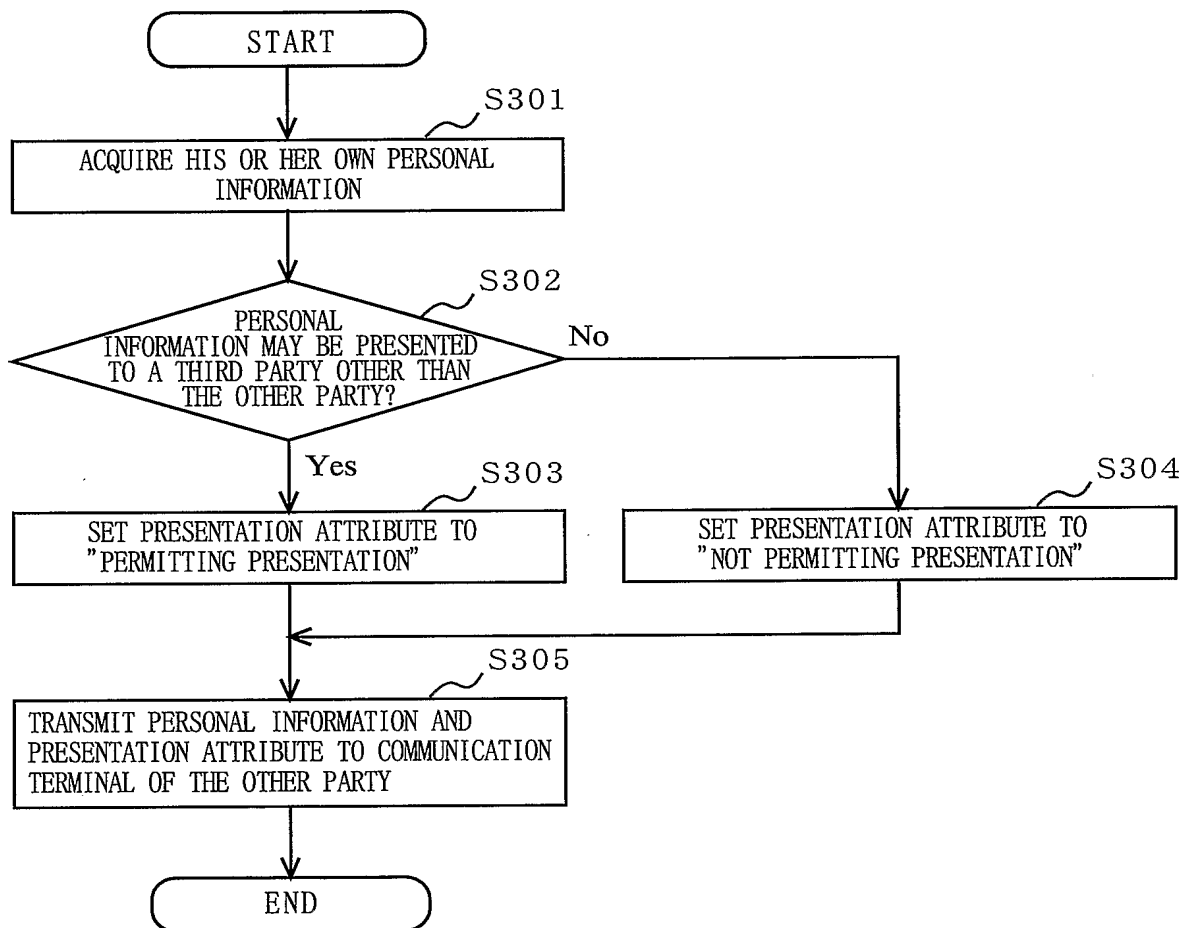 START
S301
ACQUIRE HIS OR HER OWN PERSONAL
INFORMATION
S302
PERSONAL
INFORMATION MAY BE PRESENTED
TO A THIRD PARTY OTHER THAN
THE OTHER PARTY?
No
Yes
S303
SET PRESENTATION ATTRIBUTE TO
"PERMITTING PRESENTATION"
S304
SET PRESENTATION ATTRIBUTE TO
"NOT PERMITTING PRESENTATION"
S305
TRANSMIT PERSONAL INFORMATION AND
PRESENTATION ATTRIBUTE TO COMMUNICATION
TERMINAL OF THE OTHER PARTY
END